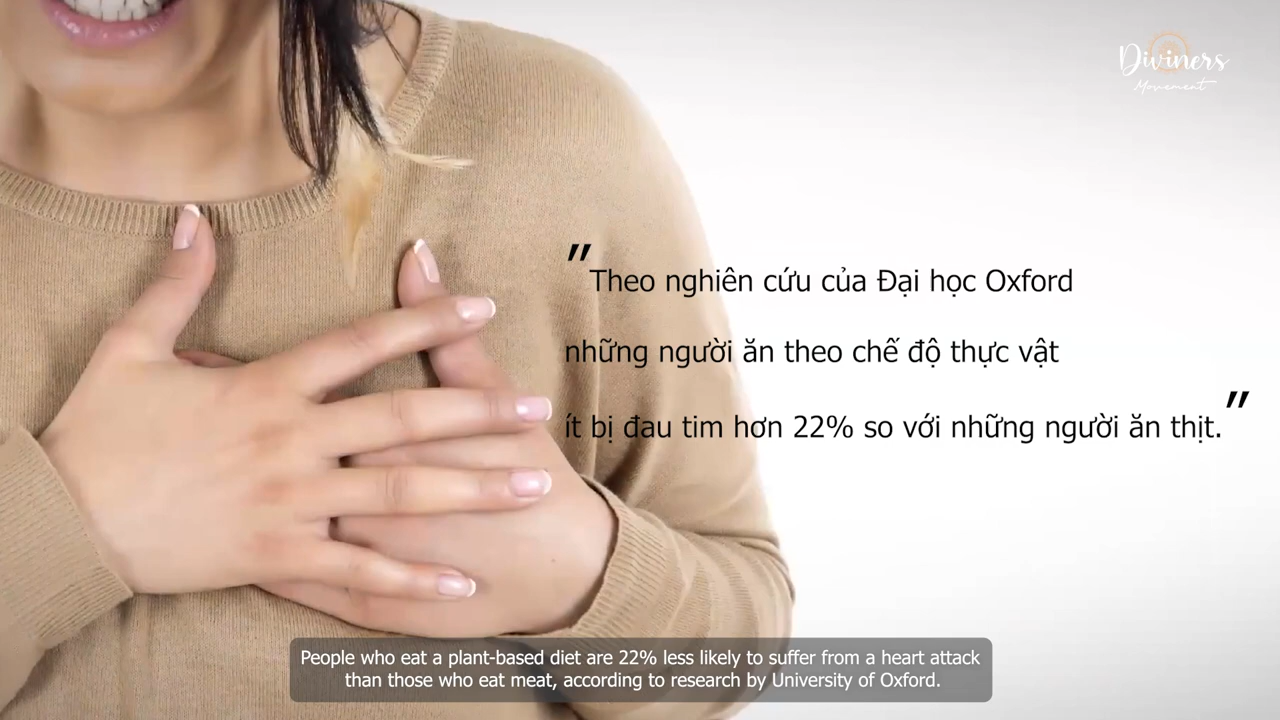 Diviners
Movement
"Theo nghiên cứu của Đại học Oxford
những người ăn theo chế độ thực vật
ít bị đau tim hơn 22% so với những người ăn thịt."
People who eat a plant-based diet are 22% less likely to suffer from a heart attack
than those who eat meat, according to research by University of Oxford.